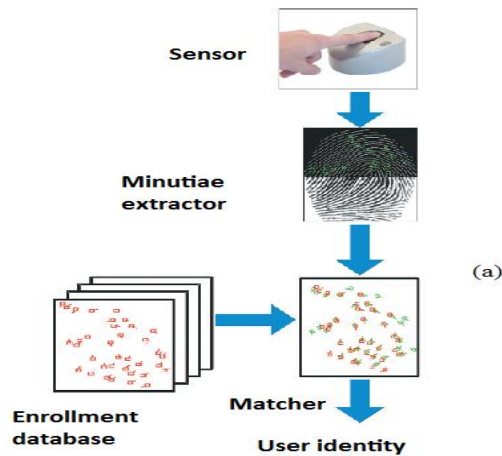 Sensor
Minutiae
extractor
(a)
Matcher
Enrollment
database
User identity